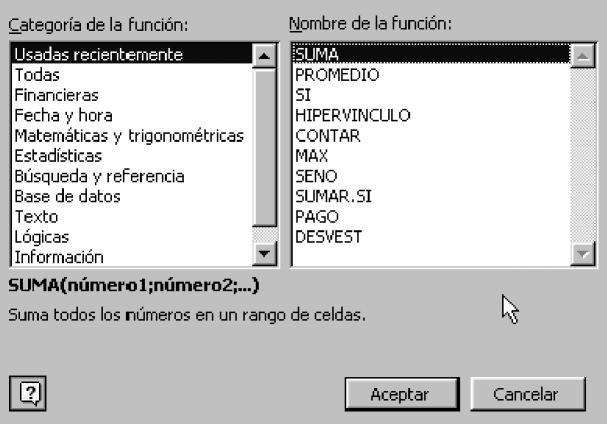 Categoría de la función:
Usadas recientemente
Todas
Financieras
Fecha y hora
Matemáticas y trigonométricas
Estadísticas
Búsqueda y referencia
Base de datos
Texto
Lógicas
Información
Nombre de la función:
SUMA
PROMEDIO
SI
HIPERVINCULO
CONTAR
MAX
SENO
SUMAR.SI
PAGO
DESVEST
SUMA(número1;número2;...)
Suma todos los números en un rango de celdas.
?
Aceptar
Cancelar